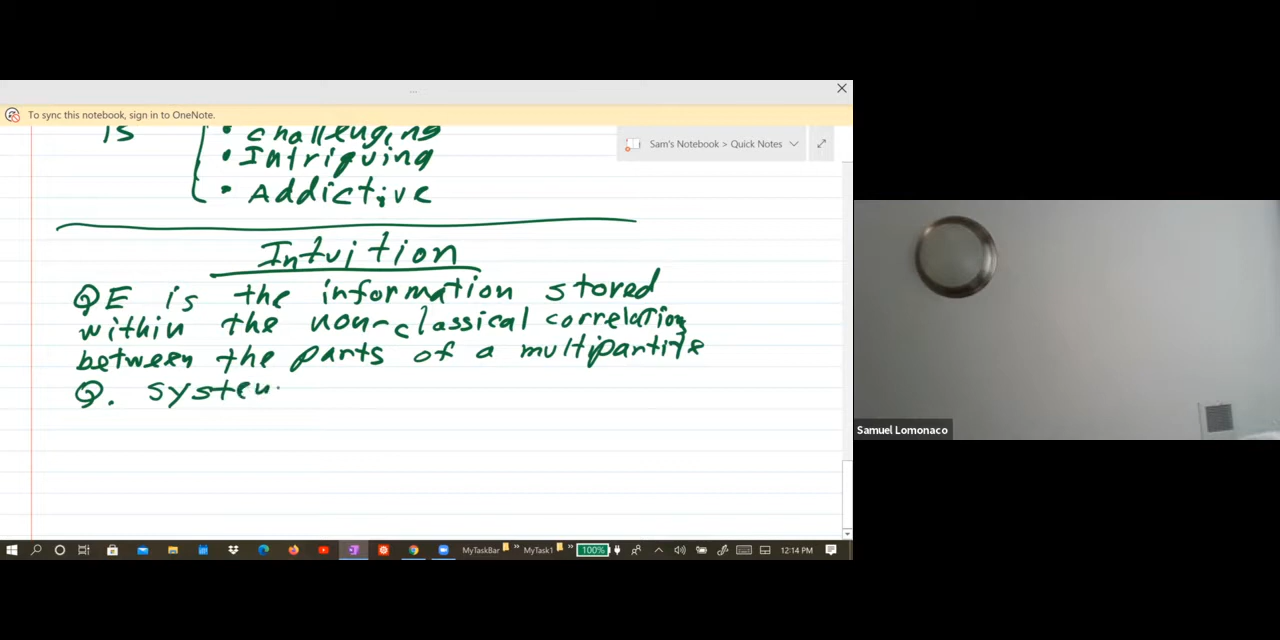 ...
To sync this notebook, sign in to OneNote.
Sam's Notebook > Quick Notes
is
• Challenging
• Intriquing
• Addictive
Intuition
QE is the information stored
within the non-classical correlations
between the parts of a multipartite
Q. system
Samuel Lomonaco
MyTaskBar
MyTask1
100%
12:14 PM